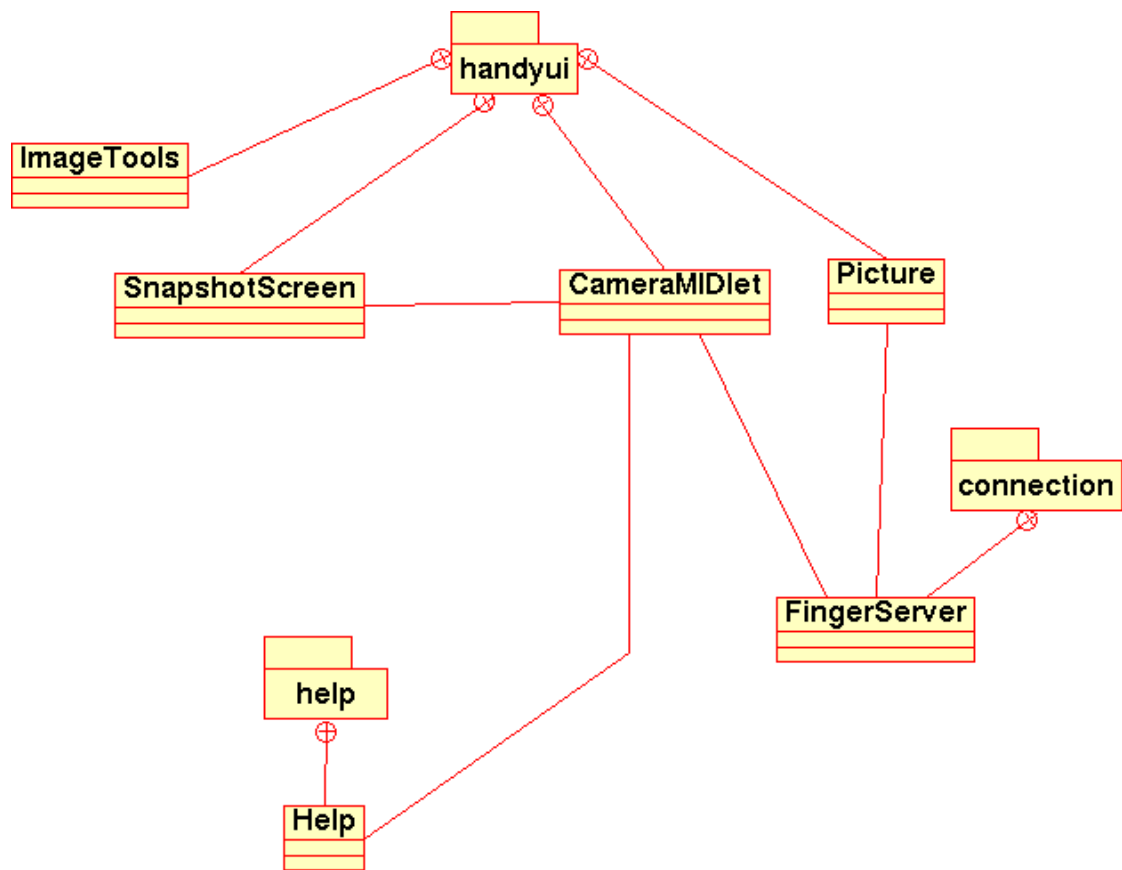 handyui
ImageTools
SnapshotScreen
CameraMIDlet
Picture
connection
FingerServer
help
Help